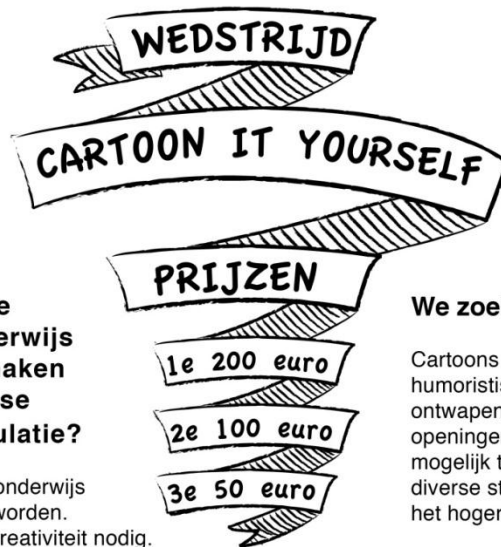 WEDSTRIJD
CARTOON IT YOURSELF
PRIJZEN
1e 200 euro
2e 100 euro
3e 50 euro
e
erwijs
aken
se
ulatie?
onderwijs
worden.
reativiteit nodig.
We zoe
Cartoons
humoristis
ontwapen
openinge
mogelijk t
diverse st
het hoger